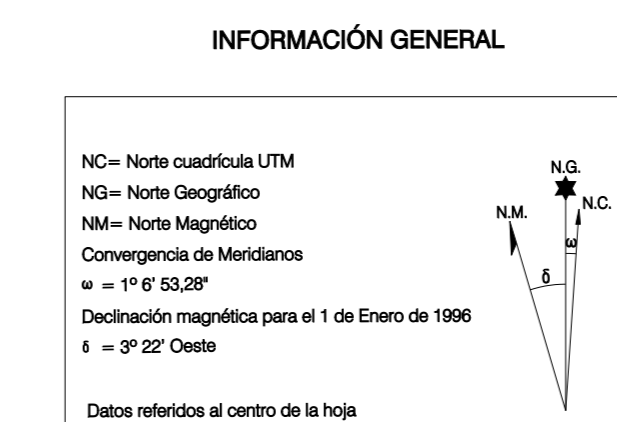 INFORMACIÓN GENERAL
NC= Norte cuadrícula UTM
NG= Norte Geográfico
NM= Norte Magnético
Convergencia de Meridianos
ω = 1º 6' 53,28"
Declinación magnética para el 1 de Enero de 1996
δ = 3º 22' Oeste
Datos referidos al centro de la hoja
N.G.
N.M.
N.C.
ω
δ